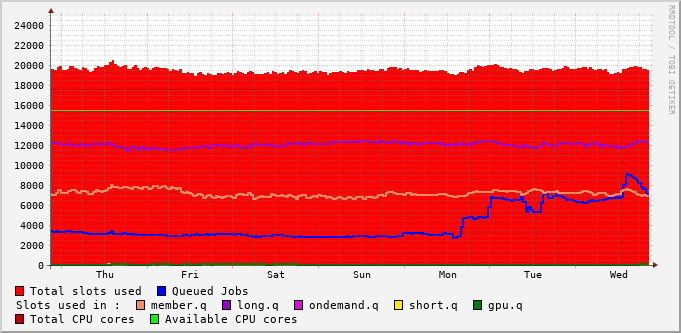 RRDTOOL / TOBI OETIKER
24000
22000
20000
18000
16000
14000
12000
10000
8000
6000
4000
2000
0
Thu Fri Sat Sun Mon Tue Wed
Total slots used Queued Jobs
Slots used in : member.q long.q ondemand.q short.q gpu.q
Total CPU cores Available CPU cores